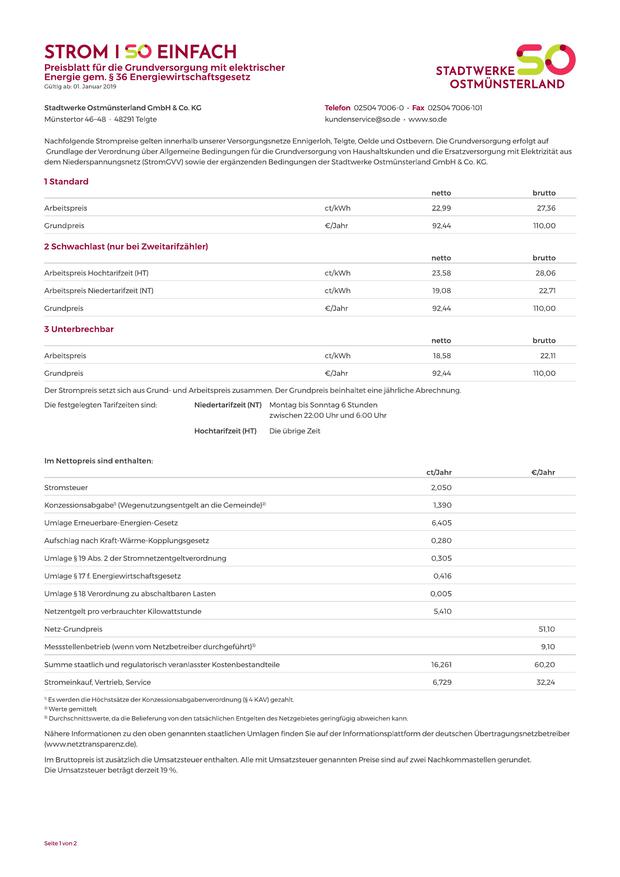 STROM I SO EINFACH
Preisblatt für die Grundversorgung mit elektrischer
Energie gem. § 36 Energiewirtschaftsgesetz
Gültig ab: 01. Januar 2019
STADTWERKE SO
OSTMÜNSTERLAND
Stadtwerke Ostmünsterland GmbH & Co. KG
Münstertor 46-48 · 48291 Telgte
Telefon 02504 7006-0 · Fax 02504 7006-101
kundenservice@so.de · www.so.de
Nachfolgende Strompreise gelten innerhalb unserer Versorgungsnetze Ennigerloh, Telgte, Oelde und Ostbevern. Die Grundversorgung erfolgt auf
Grundlage der Verordnung über Allgemeine Bedingungen für die Grundversorgung von Haushaltskunden und die Ersatzversorgung mit Elektrizität aus
dem Niederspannungsnetz (StromGVV) sowie der ergänzenden Bedingungen der Stadtwerke Ostmünsterland GmbH & Co. KG.
1 Standard
netto brutto
Arbeitspreis ct/kWh 22,99 27,36
Grundpreis €/Jahr 92,44 110,00
2 Schwachlast (nur bei Zweitarifzähler)
netto brutto
Arbeitspreis Hochtarifzeit (HT) ct/kWh 23,58 28,06
Arbeitspreis Niedertarifzeit (NT) ct/kWh 19,08 22,71
Grundpreis €/Jahr 92,44 110,00
3 Unterbrechbar
netto brutto
Arbeitspreis ct/kWh 18,58 22,11
Grundpreis €/Jahr 92,44 110,00
Der Strompreis setzt sich aus Grund- und Arbeitspreis zusammen. Der Grundpreis beinhaltet eine jährliche Abrechnung.
Die festgelegten Tarifzeiten sind: Niedertarifzeit (NT) Montag bis Sonntag 6 Stunden
zwischen 22:00 Uhr und 6:00 Uhr
Hochtarifzeit (HT) Die übrige Zeit
Im Nettopreis sind enthalten:
ct/Jahr €/Jahr
Stromsteuer 2,050
Konzessionsabgabe¹⁾ (Wegenutzungsentgelt an die Gemeinde)²⁾ 1,390
Umlage Erneuerbare-Energien-Gesetz 6,405
Aufschlag nach Kraft-Wärme-Kopplungsgesetz 0,280
Umlage § 19 Abs. 2 der Stromnetzentgeltverordnung 0,305
Umlage § 17 f. Energiewirtschaftsgesetz 0,416
Umlage § 18 Verordnung zu abschaltbaren Lasten 0,005
Netzentgelt pro verbrauchter Kilowattstunde 5,410
Netz-Grundpreis 51,10
Messstellenbetrieb (wenn vom Netzbetreiber durchgeführt)³⁾ 9,10
Summe staatlich und regulatorisch veranlasster Kostenbestandteile 16,261 60,20
Stromeinkauf, Vertrieb, Service 6,729 32,24
¹⁾ Es werden die Höchstsätze der Konzessionsabgabenverordnung (§ 4 KAV) gezahlt.
²⁾ Werte gemittelt
³⁾ Durchschnittswerte, da die Belieferung von den tatsächlichen Entgelten des Netzgebietes geringfügig abweichen kann.
Nähere Informationen zu den oben genannten staatlichen Umlagen finden Sie auf der Informationsplattform der deutschen Übertragungsnetzbetreiber
(www.netztransparenz.de).
Im Bruttopreis ist zusätzlich die Umsatzsteuer enthalten. Alle mit Umsatzsteuer genannten Preise sind auf zwei Nachkommastellen gerundet.
Die Umsatzsteuer beträgt derzeit 19 %.
Seite 1 von 2